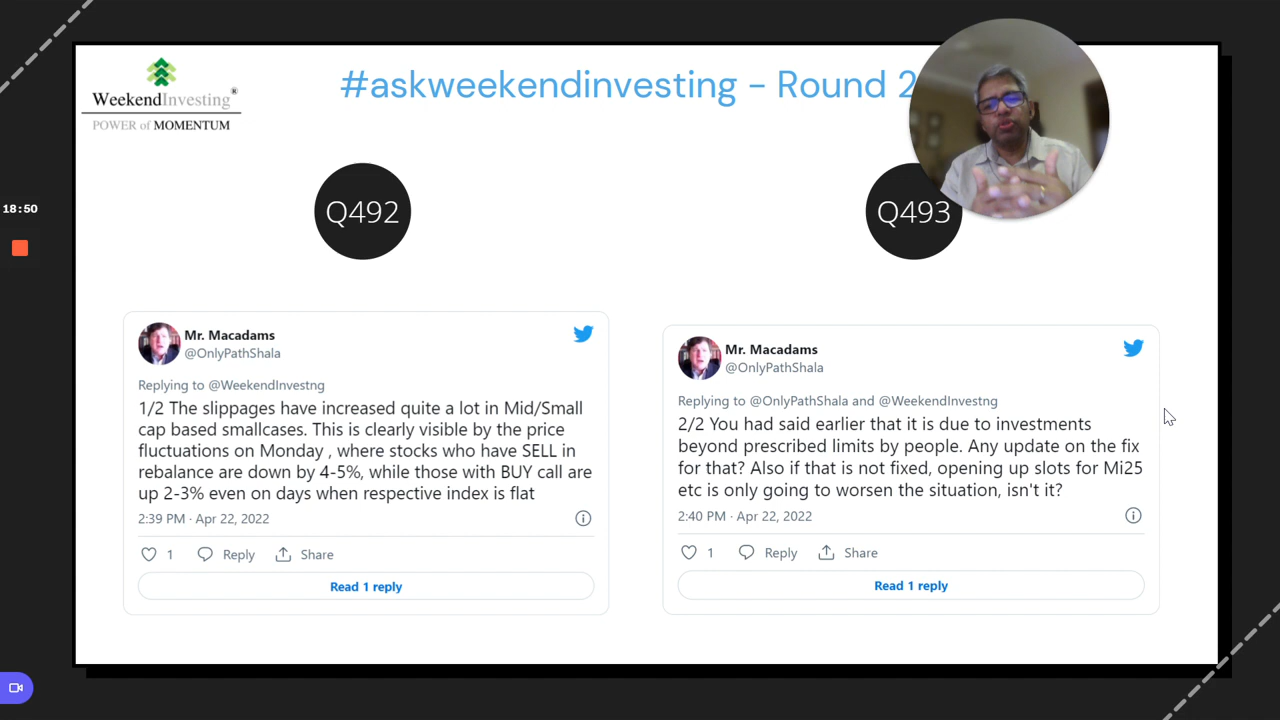 WeekendInvesting®
POWER of MOMENTUM
#askweekendinvesting - Round 2
18:50
Q492
Q493
Mr. Macadams
@OnlyPathShala
Replying to @WeekendInvestng
1/2 The slippages have increased quite a lot in Mid/Small
cap based smallcases. This is clearly visible by the price
fluctuations on Monday , where stocks who have SELL in
rebalance are down by 4-5%, while those with BUY call are
up 2-3% even on days when respective index is flat
2:39 PM · Apr 22, 2022
1 Reply Share
Read 1 reply
Mr. Macadams
@OnlyPathShala
Replying to @OnlyPathShala and @WeekendInvestng
2/2 You had said earlier that it is due to investments
beyond prescribed limits by people. Any update on the fix
for that? Also if that is not fixed, opening up slots for Mi25
etc is only going to worsen the situation, isn't it?
2:40 PM · Apr 22, 2022
1 Reply Share
Read 1 reply